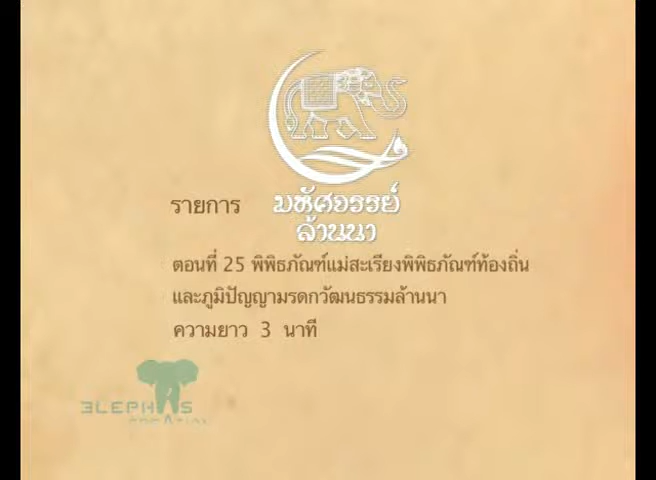 รายการ มหัศจรรย์
ล้านนา
ตอนที่ 25 พิพิธภัณฑ์แม่สะเรียงพิพิธภัณฑ์ท้องถิ่น
และภูมิปัญญามรดกวัฒนธรรมล้านนา
ความยาว 3 นาที
ELEPHAS
CREATION